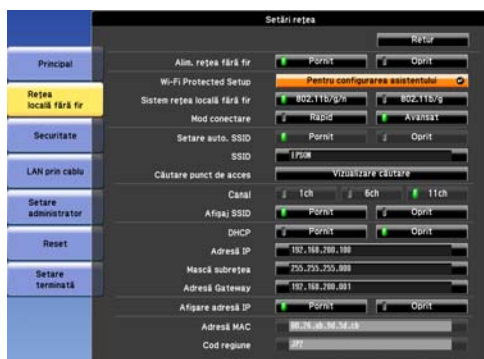 Setări rețea
Retur
Principal
Rețea
locală fără fir
Securitate
LAN prin cablu
Setare
administrator
Reset
Setare
terminată
Alim. rețea fără fir Pornit Oprit
Wi-Fi Protected Setup Pentru configurarea asistentului
Sistem rețea locală fără fir 802.11b/g/n 802.11b/g
Mod conectare Rapid Avansat
Setare auto. SSID Pornit Oprit
SSID EPSON
Căutare punct de acces Vizualizare căutare
Canal 1ch 6ch 11ch
Afișaj SSID Pornit Oprit
DHCP Pornit Oprit
Adresă IP 192.168.200.100
Mască subrețea 255.255.255.000
Adresă Gateway 192.168.200.001
Afișare adresă IP Pornit Oprit
Adresă MAC
Cod regiune JP2